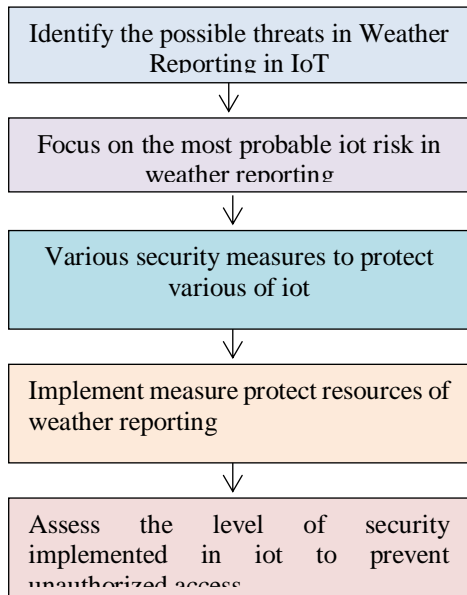 Identify the possible threats in Weather
Reporting in IoT
Focus on the most probable iot risk in
weather reporting
Various security measures to protect
various of iot
Implement measure protect resources of
weather reporting
Assess the level of security
implemented in iot to prevent
unauthorized access